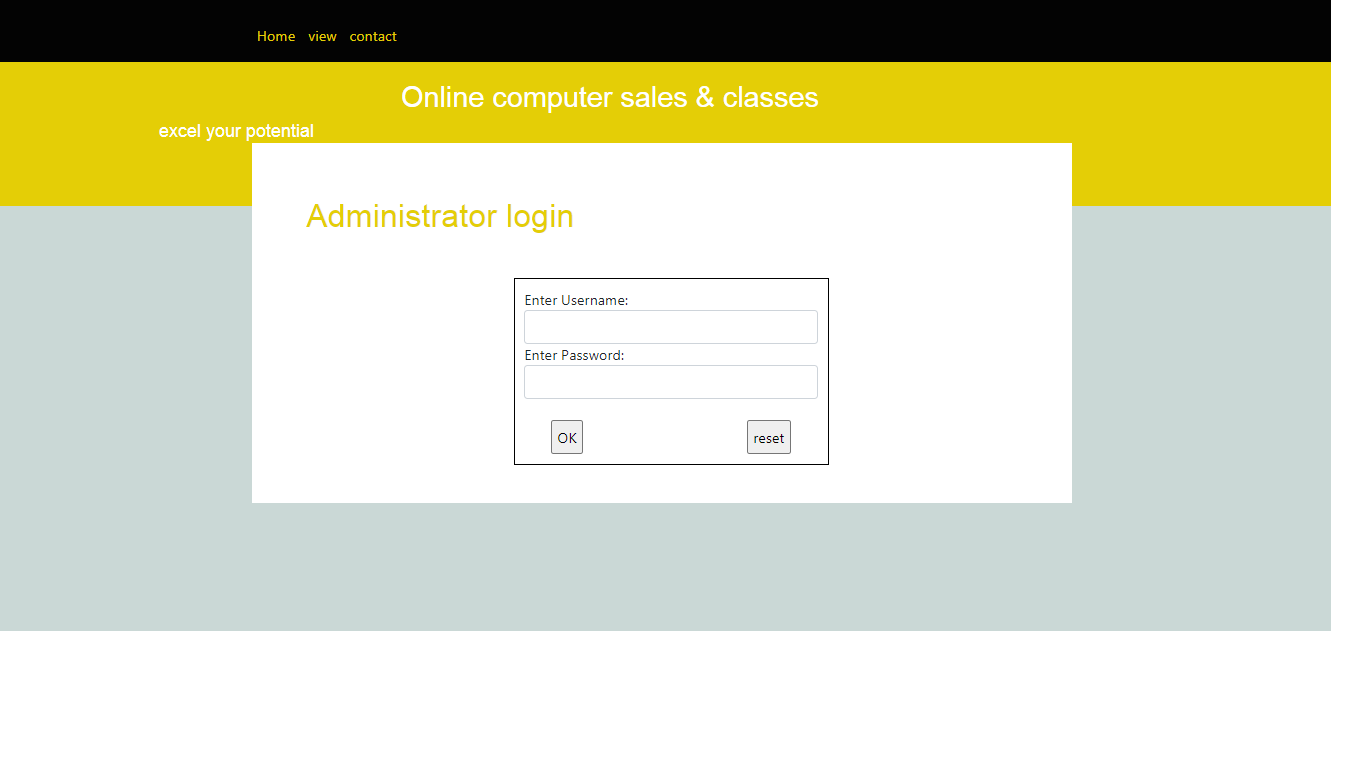 Home view contact
Online computer sales & classes
excel your potential
Administrator login
Enter Username:
Enter Password:
OK reset